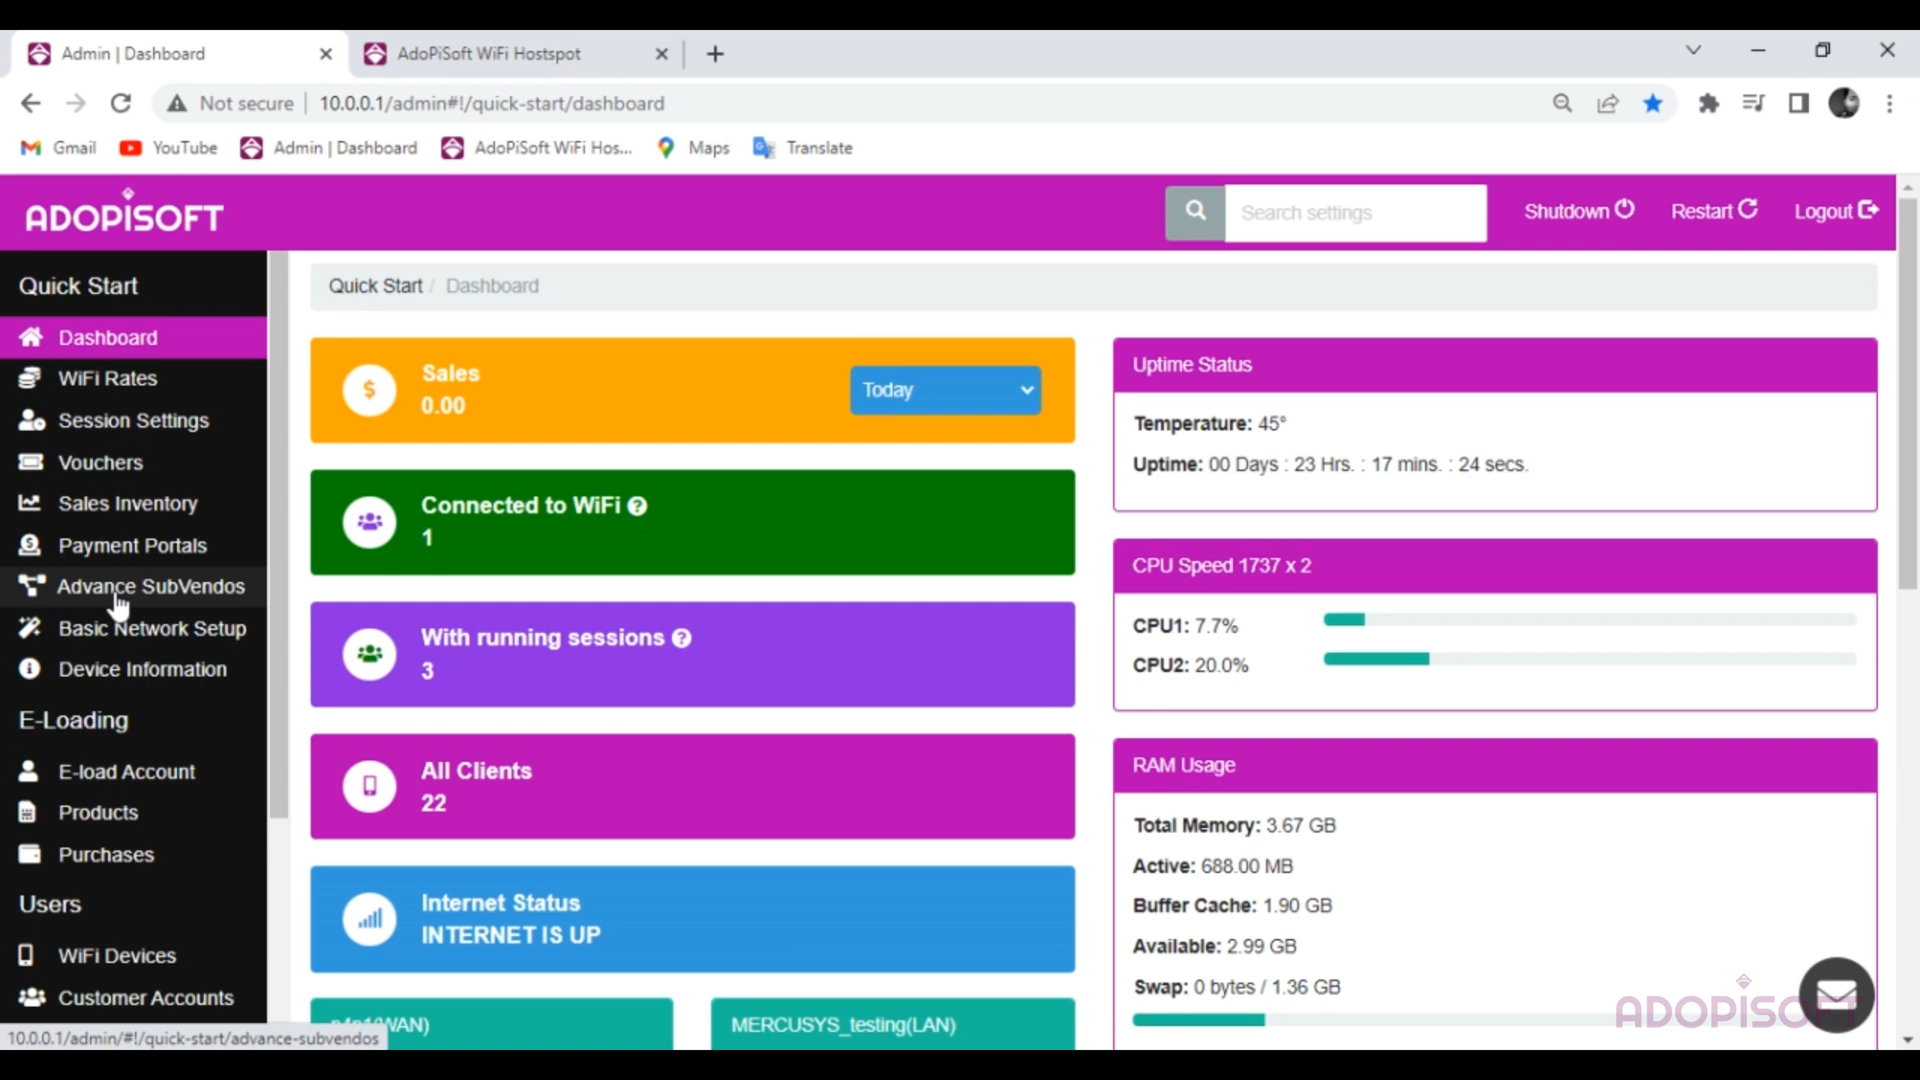 Admin | Dashboard
AdoPiSoft WiFi Hostspot
Not secure
10.0.0.1/admin#!/quick-start/dashboard
Gmail
YouTube
Admin | Dashboard
AdoPiSoft WiFi Hos...
Maps
Translate
ADOPISOFT
Search settings
Shutdown
Restart
Logout
Quick Start
Dashboard
WiFi Rates
Session Settings
Vouchers
Sales Inventory
Payment Portals
Advance SubVendos
Basic Network Setup
Device Information
E-Loading
E-load Account
Products
Purchases
Users
WiFi Devices
Customer Accounts
10.0.0.1/admin/#!/quick-start/advance-subvendos
Quick Start / Dashboard
Sales
0.00
Today
Connected to WiFi
1
With running sessions
3
All Clients
22
Internet Status
INTERNET IS UP
MERCUSYS_testing(LAN)
Uptime Status
Temperature: 45°
Uptime: 00 Days : 23 Hrs. : 17 mins. : 24 secs.
CPU Speed 1737 x 2
CPU1: 7.7%
CPU2: 20.0%
RAM Usage
Total Memory: 3.67 GB
Active: 688.00 MB
Buffer Cache: 1.90 GB
Available: 2.99 GB
Swap: 0 bytes / 1.36 GB
ADOPISOFT